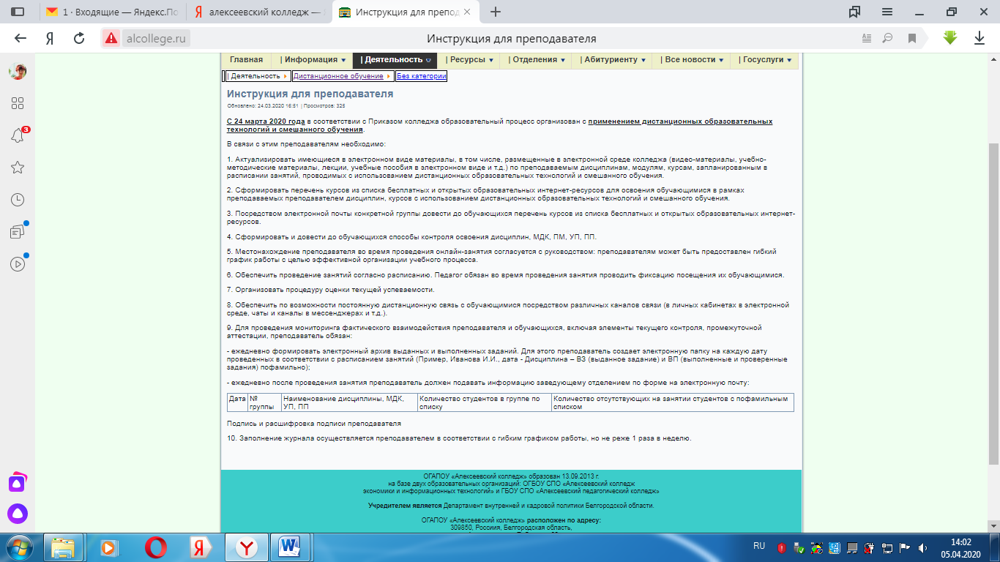 1 · Входящие — Яндекс.По
алексеевский колледж —
Инструкция для препод
alcollege.ru
Инструкция для преподавателя
Главная
| Информация
| Деятельность
| Ресурсы
| Отделения
| Абитуриенту
| Все новости
| Госуслуги
| Деятельность
Дистанционое обучение
Без категории
Инструкция для преподавателя
Обновлено: 24.03.2020 16:51 | Просмотров: 325
С 24 марта 2020 года в соответствии с Приказом колледжа образовательный процесс организован с применением дистанционных образовательных
технологий и смешанного обучения.
В связи с этим преподавателям необходимо:
1. Актуализировать имеющиеся в электронном виде материалы, в том числе, размещенные в электронной среде колледжа (видео-материалы, учебно-
методические материалы, лекции, учебные пособия в электронном виде и т.д.) по преподаваемым дисциплинам, модулям, курсам, запланированным в
расписании занятий, проводимых с использованием дистанционных образовательных технологий и смешанного обучения.
2. Сформировать перечень курсов из списка бесплатных и открытых образовательных интернет-ресурсов для освоения обучающимися в рамках
преподаваемых преподавателем дисциплин, курсов с использованием дистанционных образовательных технологий и смешанного обучения.
3. Посредством электронной почты конкретной группы довести до обучающихся перечень курсов из списка бесплатных и открытых образовательных интернет-
ресурсов.
4. Сформировать и довести до обучающихся способы контроля освоения дисциплин, МДК, ПМ, УП, ПП.
5. Местонахождение преподавателя во время проведения онлайн-занятия согласуется с руководством: преподавателям может быть предоставлен гибкий
график работы с целью эффективной организации учебного процесса.
6. Обеспечить проведение занятий согласно расписанию. Педагог обязан во время проведения занятия проводить фиксацию посещения их обучающимися.
7. Организовать процедуру оценки текущей успеваемости.
8. Обеспечить по возможности постоянную дистанционную связь с обучающимися посредством различных каналов связи (в личных кабинетах в электронной
среде, чаты и каналы в мессенджерах и т.д.).
9. Для проведения мониторинга фактического взаимодействия преподавателя и обучающихся, включая элементы текущего контроля, промежуточной
аттестации, преподаватель обязан:
- ежедневно формировать электронный архив выданных и выполненных заданий. Для этого преподаватель создает электронную папку на каждую дату
проведенных в соответствии с расписанием занятий (Пример, Иванова И.И., дата - Дисциплина – ВЗ (выданное задание) и ВП (выполненные и проверенные
задания) пофамильно);
- ежедневно после проведения занятия преподаватель должен подавать информацию заведующему отделением по форме на электронную почту:
Дата
№
группы
Наименование дисциплины, МДК,
УП, ПП
Количество студентов в группе по
списку
Количество отсутствующих на занятии студентов с пофамильным
списком
Подпись и расшифровка подписи преподавателя
10. Заполнение журнала осуществляется преподавателем в соответствии с гибким графиком работы, но не реже 1 раза в неделю.
ОГАПОУ «Алексеевский колледж» образован 13.09.2013 г.
на базе двух образовательных организаций: ОГБОУ СПО «Алексеевский колледж
экономики и информационных технологий» и ГБОУ СПО «Алексеевский педагогический колледж»
Учредителем является Департамент внутренней и кадровой политики Белгородской области.
ОГАПОУ «Алексеевский колледж» расположен по адресу:
309850, Россиия, Белгородская область,
3
RU
14:02
05.04.2020